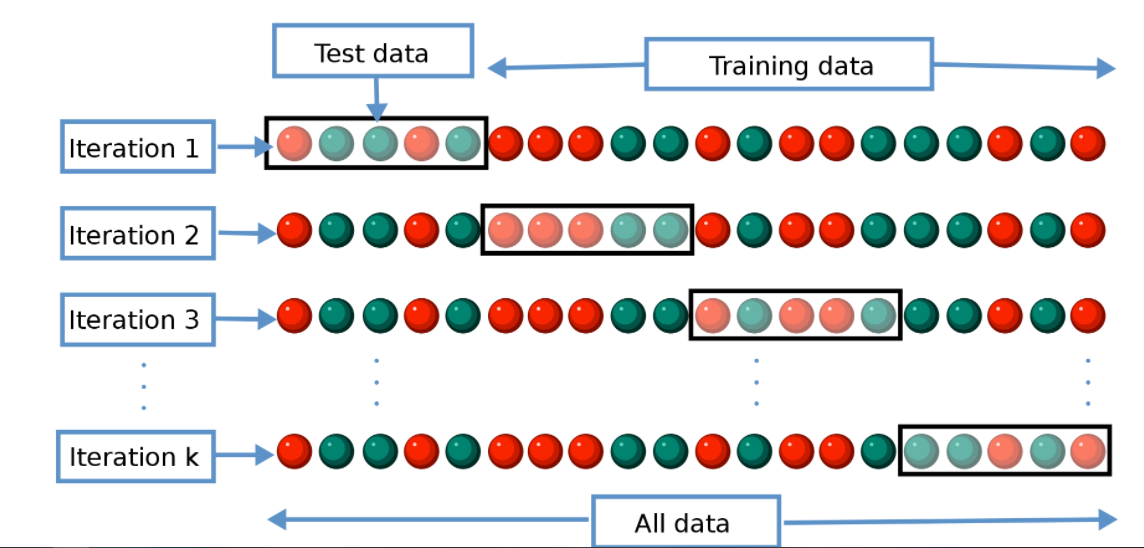 Test data
Training data
Iteration 1
Iteration 2
Iteration 3
Iteration k
All data